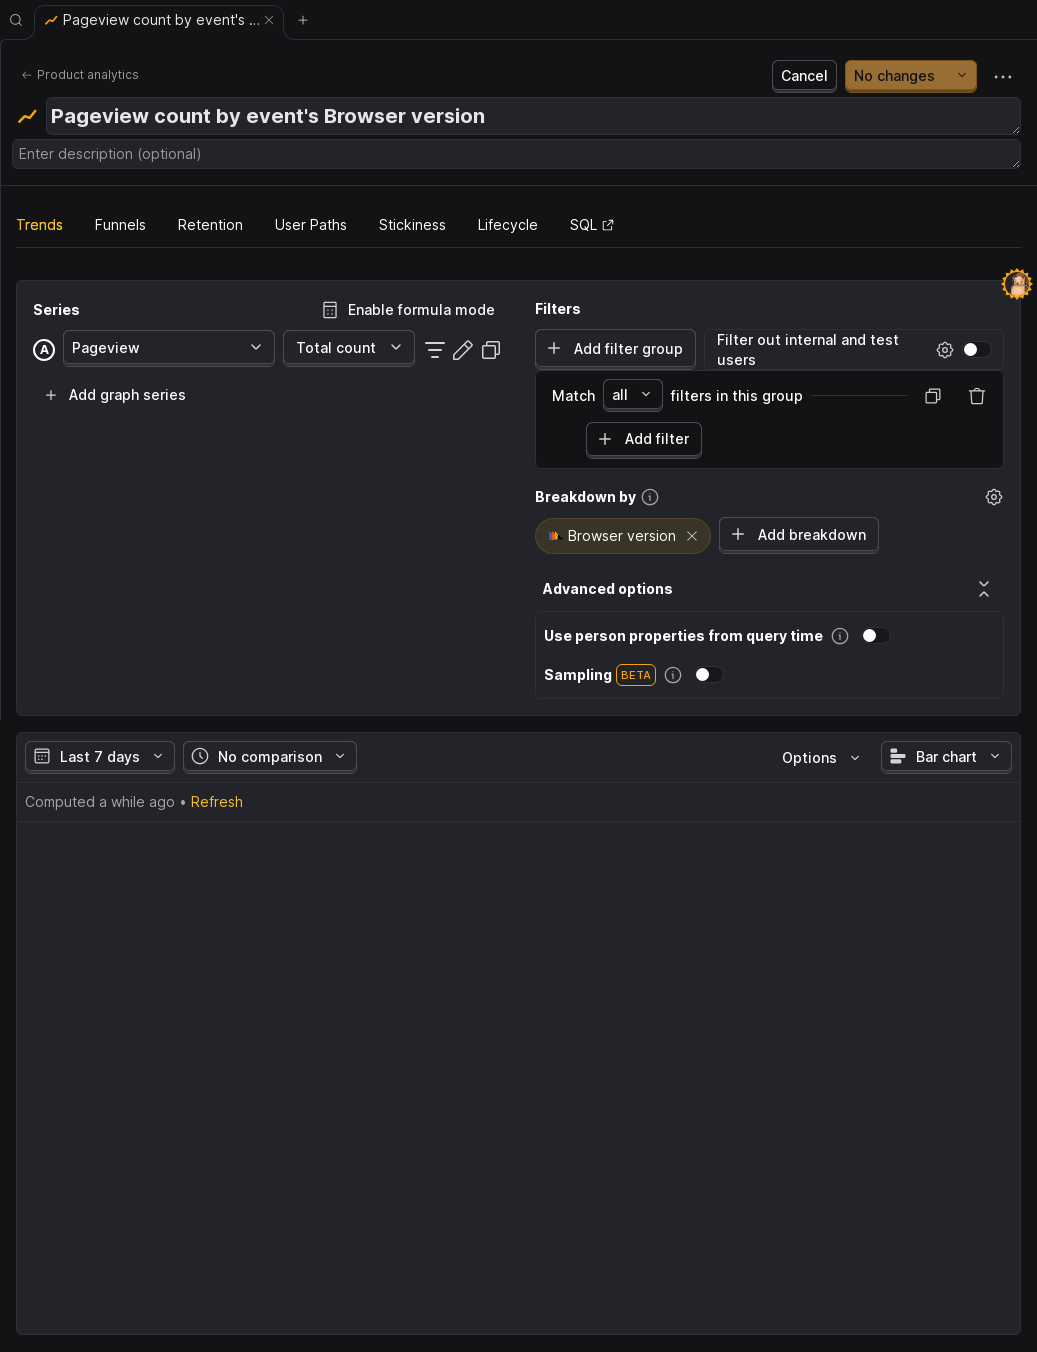 Pageview count by event's ...
Product analytics
Cancel
No changes
Pageview count by event's Browser version
Enter description (optional)
Trends
Funnels
Retention
User Paths
Stickiness
Lifecycle
SQL
Series
Enable formula mode
A
Pageview
Total count
Add graph series
Filters
Add filter group
Filter out internal and test
users
Match
all
filters in this group
Add filter
Breakdown by
Browser version
Add breakdown
Advanced options
Use person properties from query time
Sampling
BETA
Last 7 days
No comparison
Options
Bar chart
Computed a while ago • Refresh